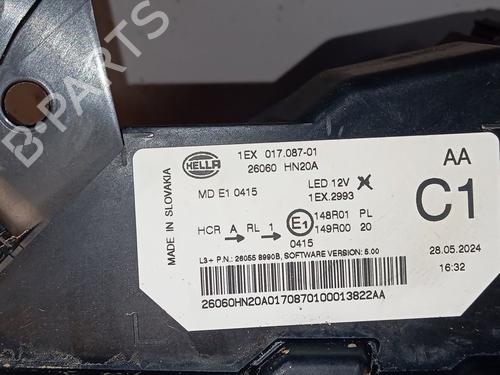 MADE IN SLOVAKIA
HELLA
1EX 017.087-01
26060 HN20A
MD E1 0415
LED 12V X
1EX.2993
HCR A RL 1
E1
148R01 PL
149R00 20
0415
L3+ P.N.: 26055 8990B, SOFTWARE VERSION: 5.00
26060HN20A0170870100013822AA
AA
C1
28.05.2024
16:32
L